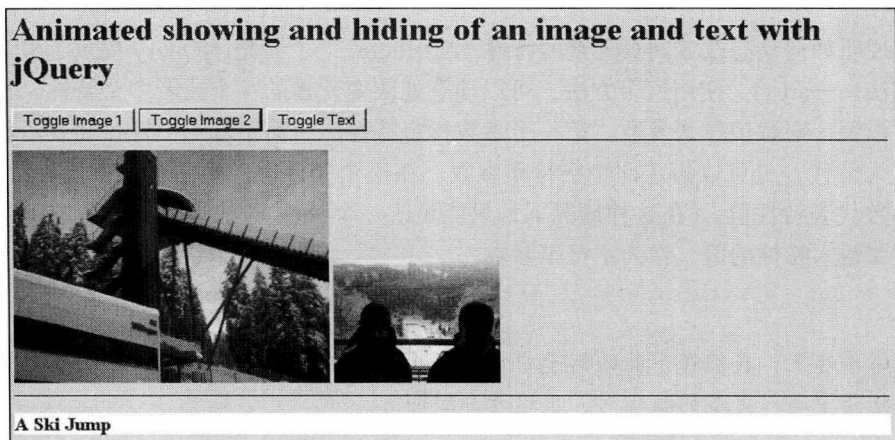 Animated showing and hiding of an image and text with
jQuery
Toggle Image 1 Toggle Image 2 Toggle Text
A Ski Jump